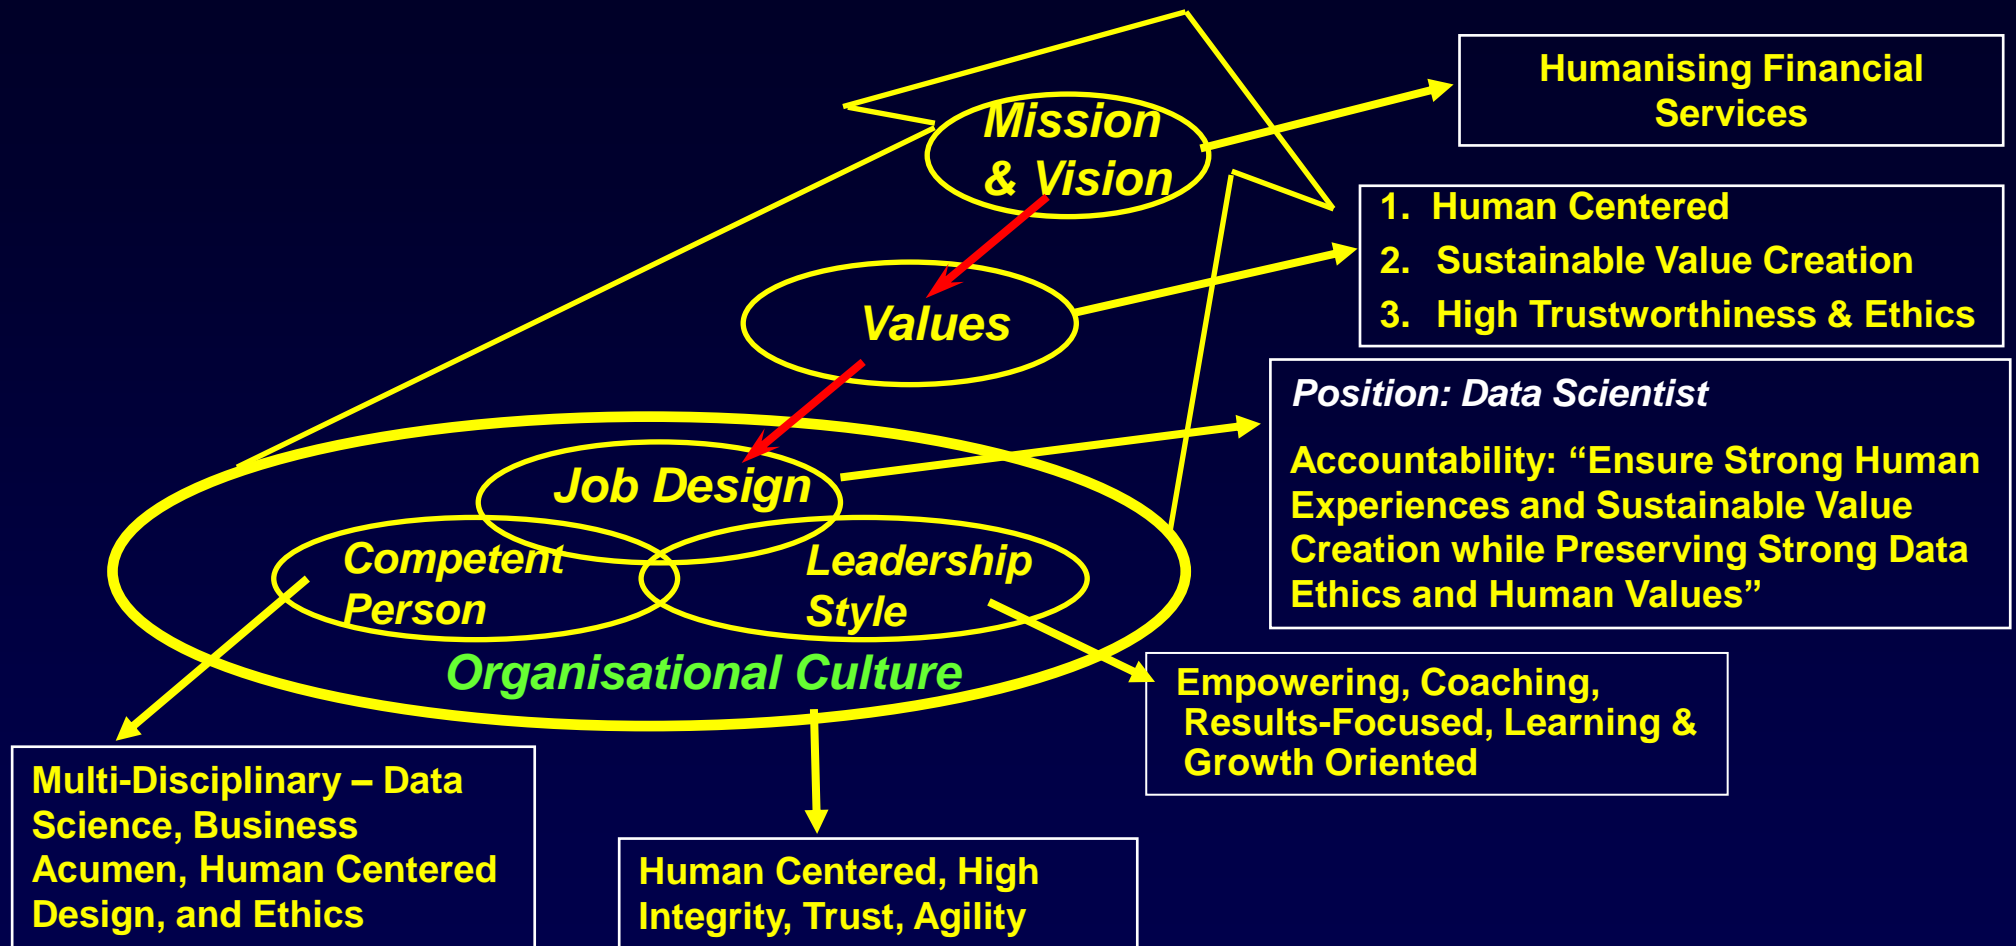 Mission
& Vision
Humanising Financial
Services
Values
1. Human Centered
2. Sustainable Value Creation
3. High Trustworthiness & Ethics
Job Design
Position: Data Scientist
Accountability: “Ensure Strong Human
Experiences and Sustainable Value
Creation while Preserving Strong Data
Ethics and Human Values”
Competent
Person
Leadership
Style
Organisational Culture
Empowering, Coaching,
Results-Focused, Learning &
Growth Oriented
Multi-Disciplinary – Data
Science, Business
Acumen, Human Centered
Design, and Ethics
Human Centered, High
Integrity, Trust, Agility